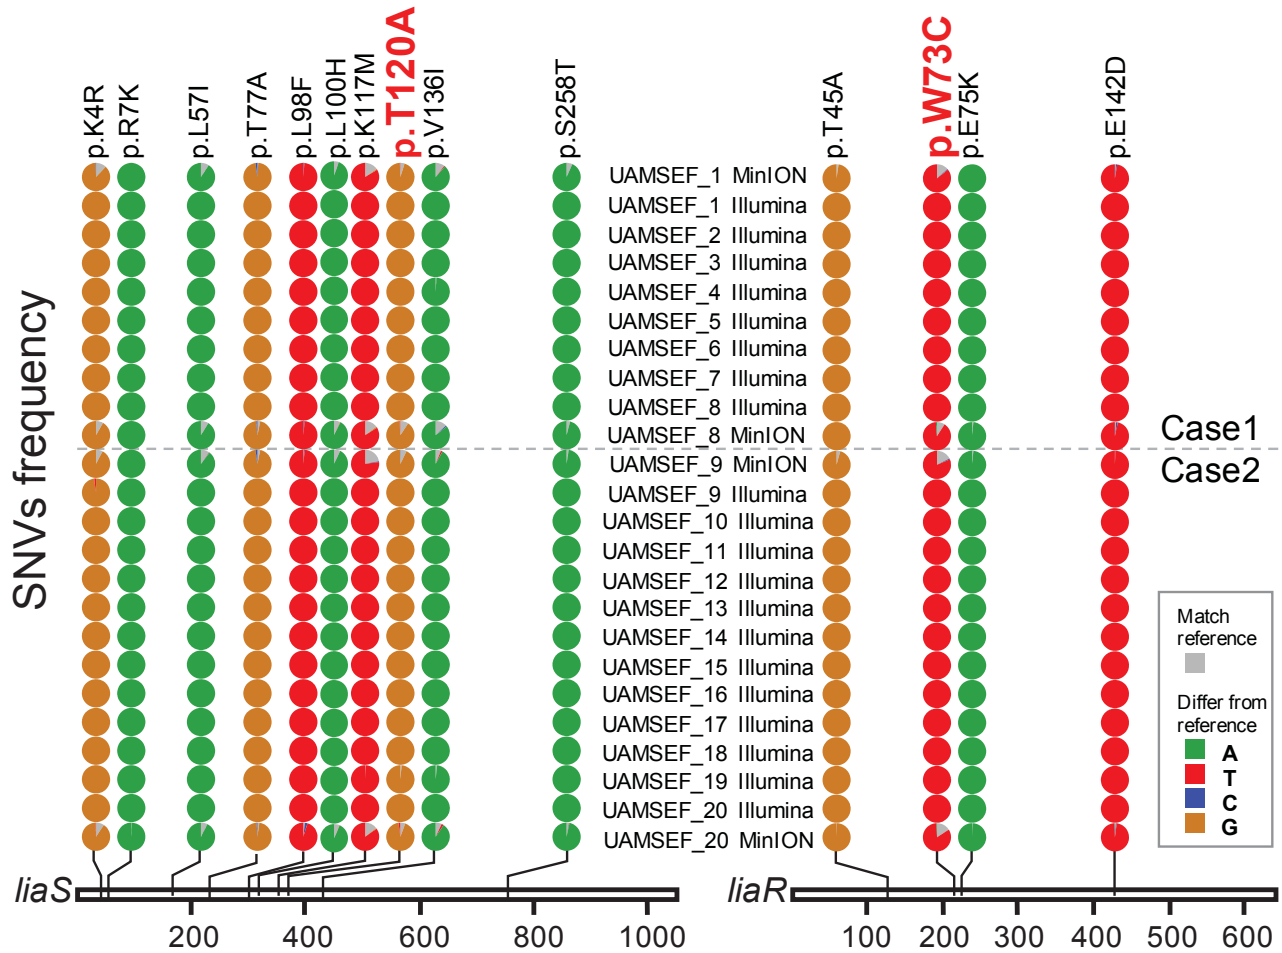 p.K4R
p.R7K
p.L57I
p.T77A
p.L98F
p.L100H
p.K117M
p.T120A
p.V136I
p.S258T
p.T45A
p.W73C
p.E75K
p.E142D
SNVs frequency
UAMSEF_1 MinION
UAMSEF_1 Illumina
UAMSEF_2 Illumina
UAMSEF_3 Illumina
UAMSEF_4 Illumina
UAMSEF_5 Illumina
UAMSEF_6 Illumina
UAMSEF_7 Illumina
UAMSEF_8 Illumina
UAMSEF_8 MinION
UAMSEF_9 MinION
UAMSEF_9 Illumina
UAMSEF_10 Illumina
UAMSEF_11 Illumina
UAMSEF_12 Illumina
UAMSEF_13 Illumina
UAMSEF_14 Illumina
UAMSEF_15 Illumina
UAMSEF_16 Illumina
UAMSEF_17 Illumina
UAMSEF_18 Illumina
UAMSEF_19 Illumina
UAMSEF_20 Illumina
UAMSEF_20 MinION
Case1
Case2
Match
reference
Differ from
reference
A
T
C
G
liaS
200 400 600 800 1000
liaR
100 200 300 400 500 600